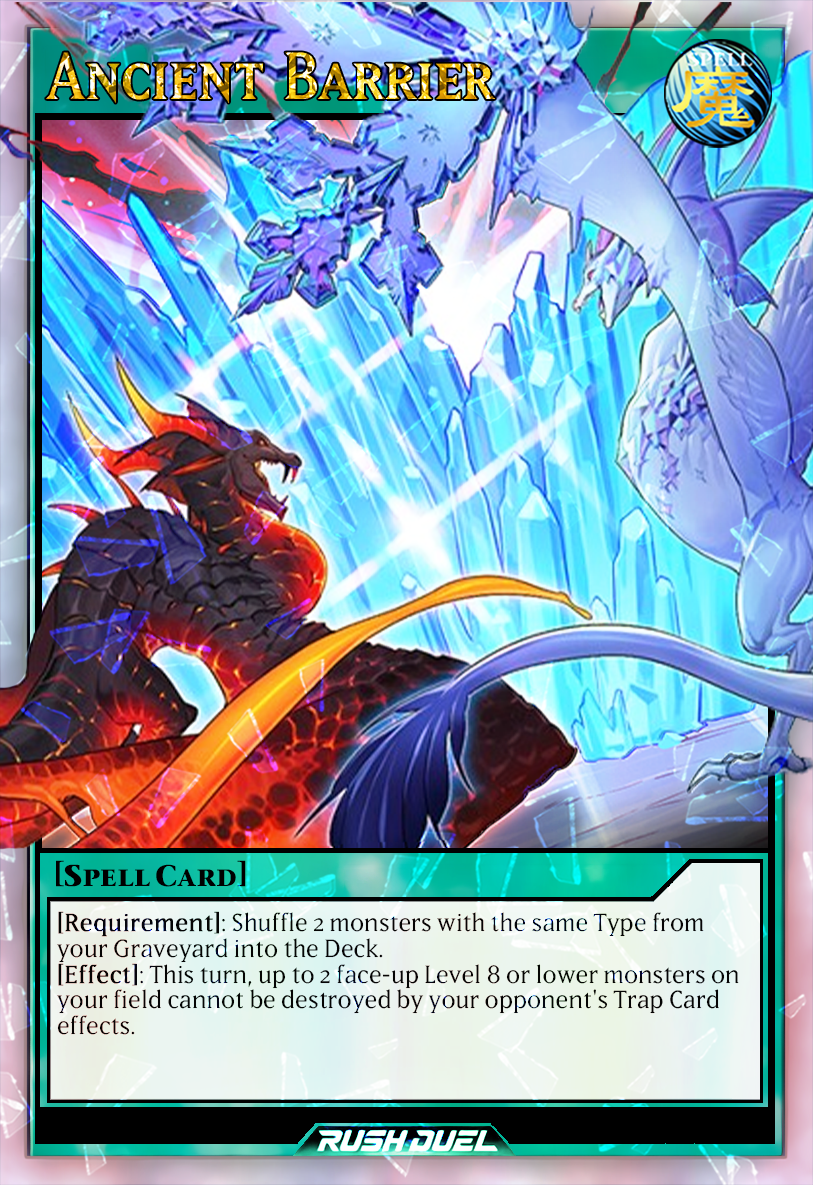 Ancient Barrier
SPELL
魔
[Spell Card]
[Requirement]: Shuffle 2 monsters with the same Type from
your Graveyard into the Deck.
[Effect]: This turn, up to 2 face-up Level 8 or lower monsters on
your field cannot be destroyed by your opponent's Trap Card
effects.
RUSH DUEL